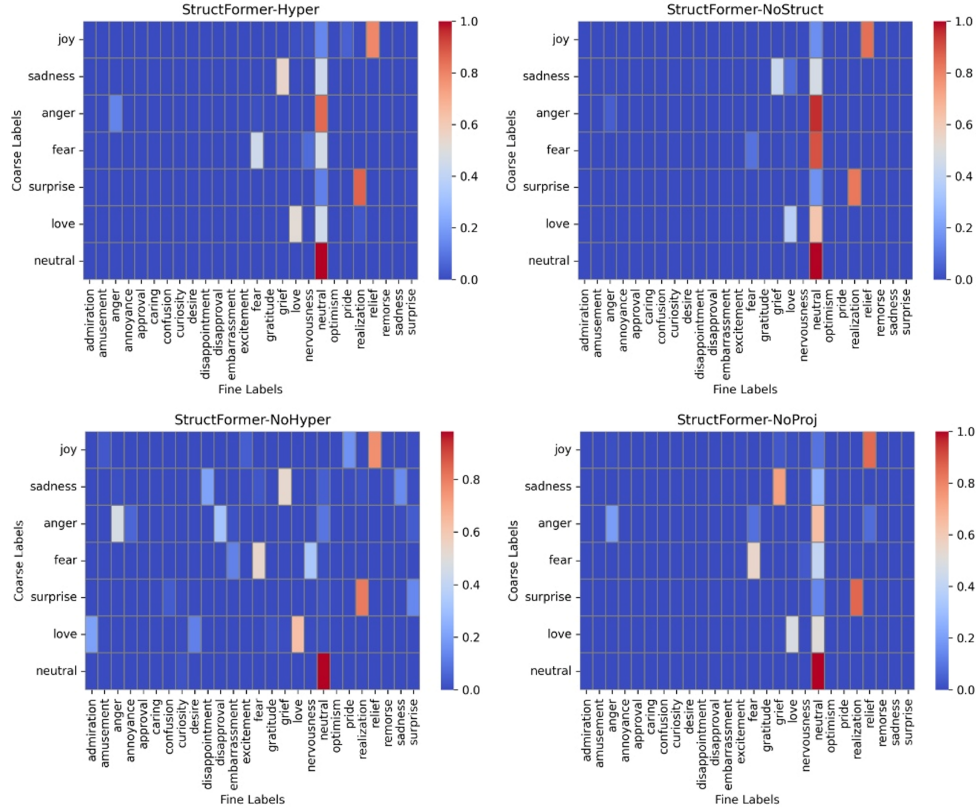 StructFormer-Hyper
Coarse Labels
joy
sadness
anger
fear
surprise
love
neutral
admiration
amusement
anger
annoyance
approval
caring
confusion
curiosity
desire
disappointment
disapproval
embarrassment
excitement
fear
gratitude
grief
love
nervousness
neutral
optimism
pride
realization
relief
remorse
sadness
surprise
Fine Labels
1.0
0.8
0.6
0.4
0.2
0.0
StructFormer-NoStruct
Coarse Labels
joy
sadness
anger
fear
surprise
love
neutral
admiration
amusement
anger
annoyance
approval
caring
confusion
curiosity
desire
disappointment
disapproval
embarrassment
excitement
fear
gratitude
grief
love
nervousness
neutral
optimism
pride
realization
relief
remorse
sadness
surprise
Fine Labels
1.0
0.8
0.6
0.4
0.2
0.0
StructFormer-NoHyper
Coarse Labels
joy
sadness
anger
fear
surprise
love
neutral
admiration
amusement
anger
annoyance
approval
caring
confusion
curiosity
desire
disappointment
disapproval
embarrassment
excitement
fear
gratitude
grief
love
nervousness
neutral
optimism
pride
realization
relief
remorse
sadness
surprise
Fine Labels
0.8
0.6
0.4
0.2
0.0
StructFormer-NoProj
Coarse Labels
joy
sadness
anger
fear
surprise
love
neutral
admiration
amusement
anger
annoyance
approval
caring
confusion
curiosity
desire
disappointment
disapproval
embarrassment
excitement
fear
gratitude
grief
love
nervousness
neutral
optimism
pride
realization
relief
remorse
sadness
surprise
Fine Labels
1.0
0.8
0.6
0.4
0.2
0.0